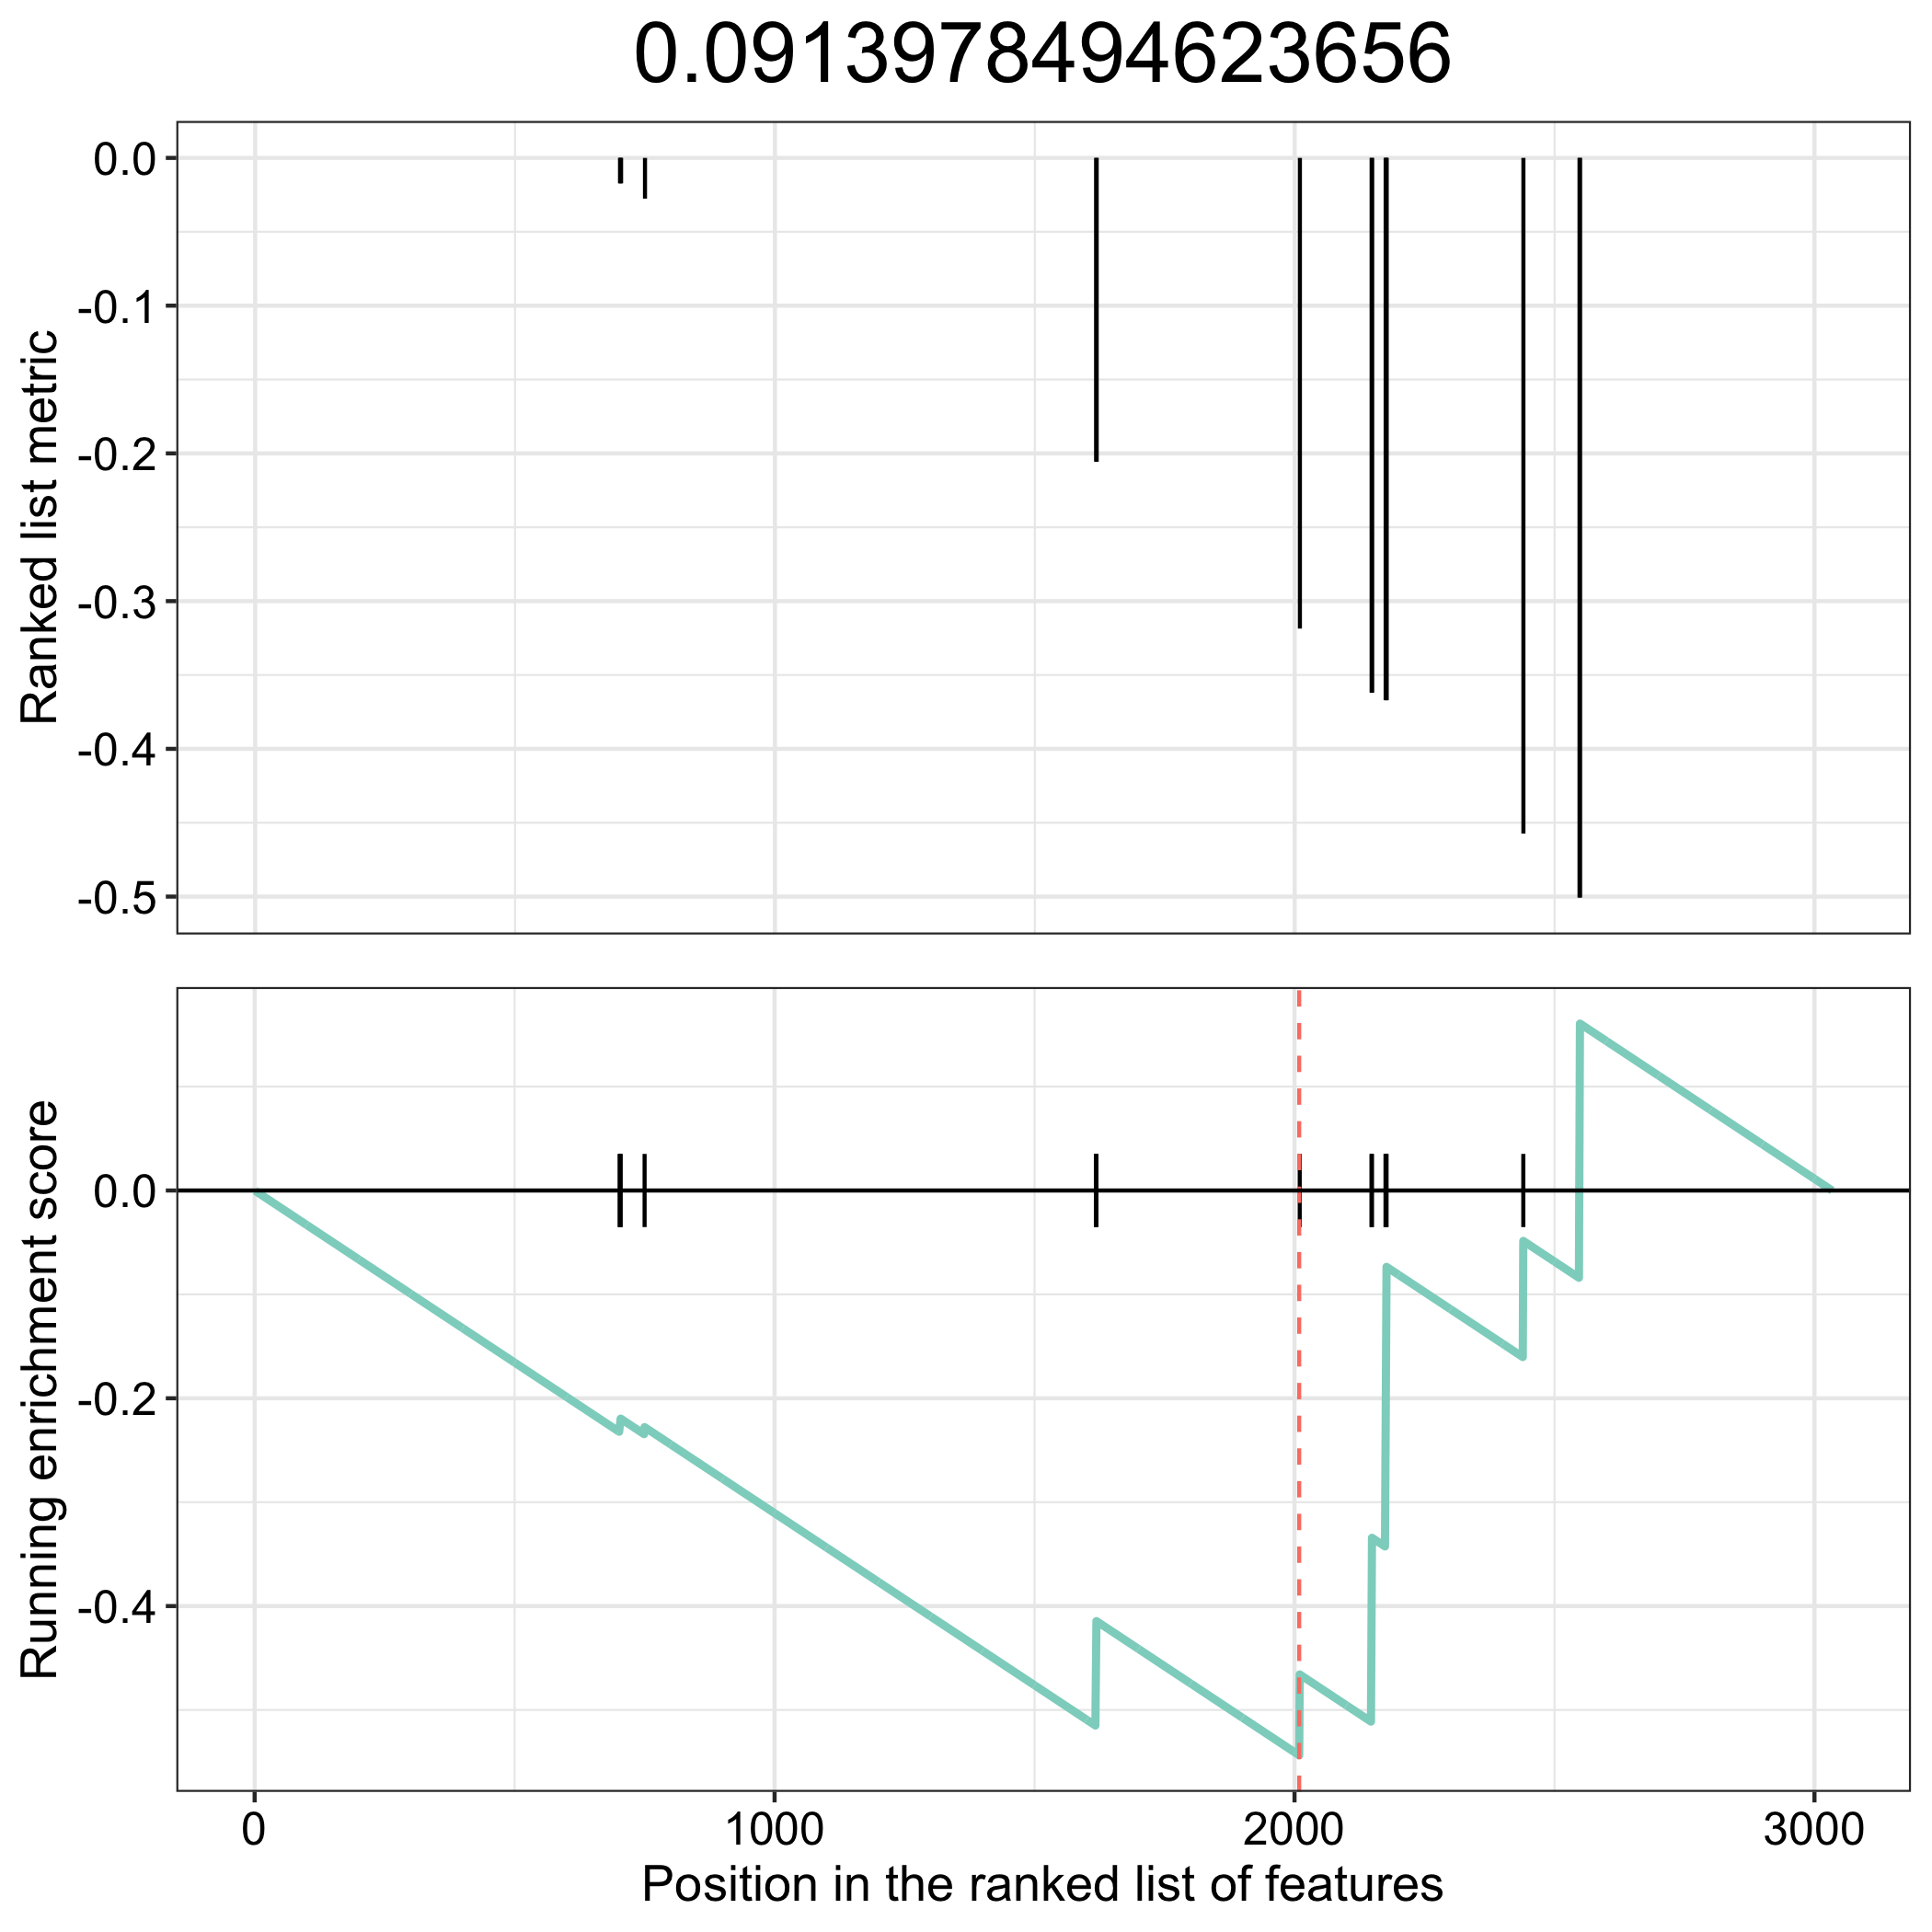 0.0913978494623656
Ranked list metric
0.0
-0.1
-0.2
-0.3
-0.4
-0.5
Running enrichment score
0.0
-0.2
-0.4
0 1000 2000 3000
Position in the ranked list of features